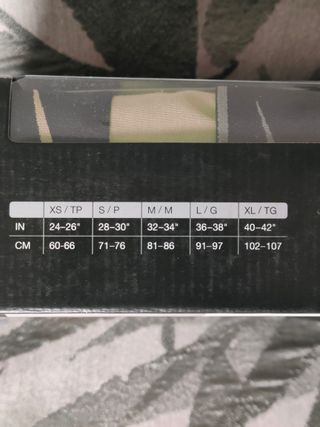 XS / TP S / P M / M L / G XL / TG
IN 24–26" 28–30" 32–34" 36–38" 40–42"
CM 60-66 71-76 81-86 91–97 102-107